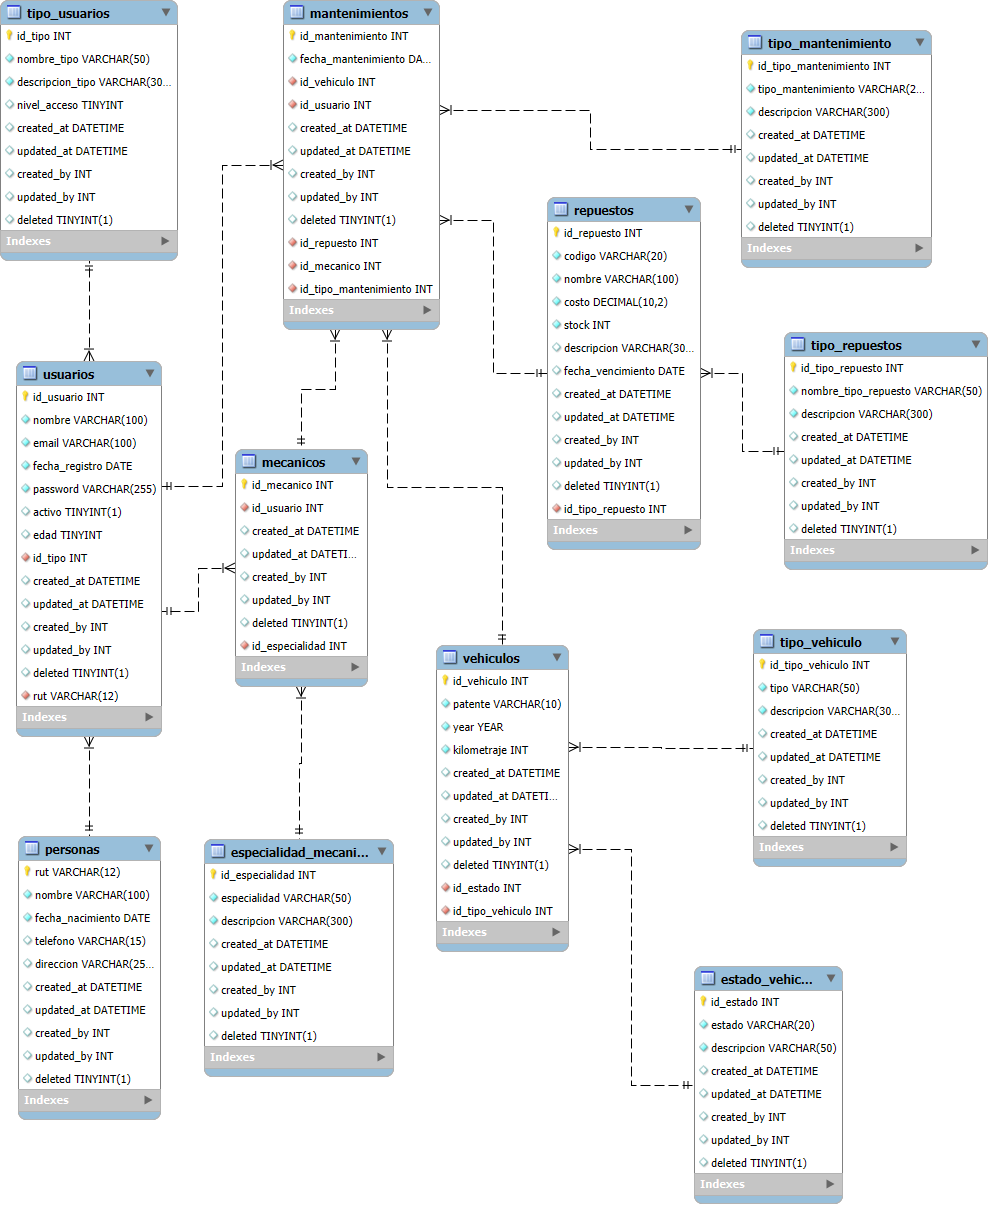 tipo_usuarios
id_tipo INT
nombre_tipo VARCHAR(50)
descripcion_tipo VARCHAR(30...
nivel_acceso TINYINT
created_at DATETIME
updated_at DATETIME
created_by INT
updated_by INT
deleted TINYINT(1)
Indexes
mantenimientos
id_mantenimiento INT
fecha_mantenimiento DA...
id_vehiculo INT
id_usuario INT
created_at DATETIME
updated_at DATETIME
created_by INT
updated_by INT
deleted TINYINT(1)
id_repuesto INT
id_mecanico INT
id_tipo_mantenimiento INT
Indexes
tipo_mantenimiento
id_tipo_mantenimiento INT
tipo_mantenimiento VARCHAR(2...
descripcion VARCHAR(300)
created_at DATETIME
updated_at DATETIME
created_by INT
updated_by INT
deleted TINYINT(1)
Indexes
repuestos
id_repuesto INT
codigo VARCHAR(20)
nombre VARCHAR(100)
costo DECIMAL(10,2)
stock INT
descripcion VARCHAR(30...
fecha_vencimiento DATE
created_at DATETIME
updated_at DATETIME
created_by INT
updated_by INT
deleted TINYINT(1)
id_tipo_repuesto INT
Indexes
tipo_repuestos
id_tipo_repuesto INT
nombre_tipo_repuesto VARCHAR(50)
descripcion VARCHAR(300)
created_at DATETIME
updated_at DATETIME
created_by INT
updated_by INT
deleted TINYINT(1)
Indexes
usuarios
id_usuario INT
nombre VARCHAR(100)
email VARCHAR(100)
fecha_registro DATE
password VARCHAR(255)
activo TINYINT(1)
edad TINYINT
id_tipo INT
created_at DATETIME
updated_at DATETIME
created_by INT
updated_by INT
deleted TINYINT(1)
rut VARCHAR(12)
Indexes
mecanicos
id_mecanico INT
id_usuario INT
created_at DATETIME
updated_at DATETI...
created_by INT
updated_by INT
deleted TINYINT(1)
id_especialidad INT
Indexes
vehiculos
id_vehiculo INT
patente VARCHAR(10)
year YEAR
kilometraje INT
created_at DATETIME
updated_at DATETI...
created_by INT
updated_by INT
deleted TINYINT(1)
id_estado INT
id_tipo_vehiculo INT
Indexes
tipo_vehiculo
id_tipo_vehiculo INT
tipo VARCHAR(50)
descripcion VARCHAR(30...
created_at DATETIME
updated_at DATETIME
created_by INT
updated_by INT
deleted TINYINT(1)
Indexes
personas
rut VARCHAR(12)
nombre VARCHAR(100)
fecha_nacimiento DATE
telefono VARCHAR(15)
direccion VARCHAR(25...
created_at DATETIME
updated_at DATETIME
created_by INT
updated_by INT
deleted TINYINT(1)
Indexes
especialidad_mecani...
id_especialidad INT
especialidad VARCHAR(50)
descripcion VARCHAR(300)
created_at DATETIME
updated_at DATETIME
created_by INT
updated_by INT
deleted TINYINT(1)
Indexes
estado_vehic...
id_estado INT
estado VARCHAR(20)
descripcion VARCHAR(50)
created_at DATETIME
updated_at DATETIME
created_by INT
updated_by INT
deleted TINYINT(1)
Indexes